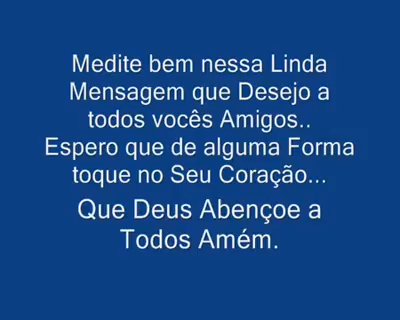 Medite bem nessa Linda
Mensagem que Desejo a
todos vocês Amigos..
Espero que de alguma Forma
toque no Seu Coração...
Que Deus Abençoe a
Todos Amém.